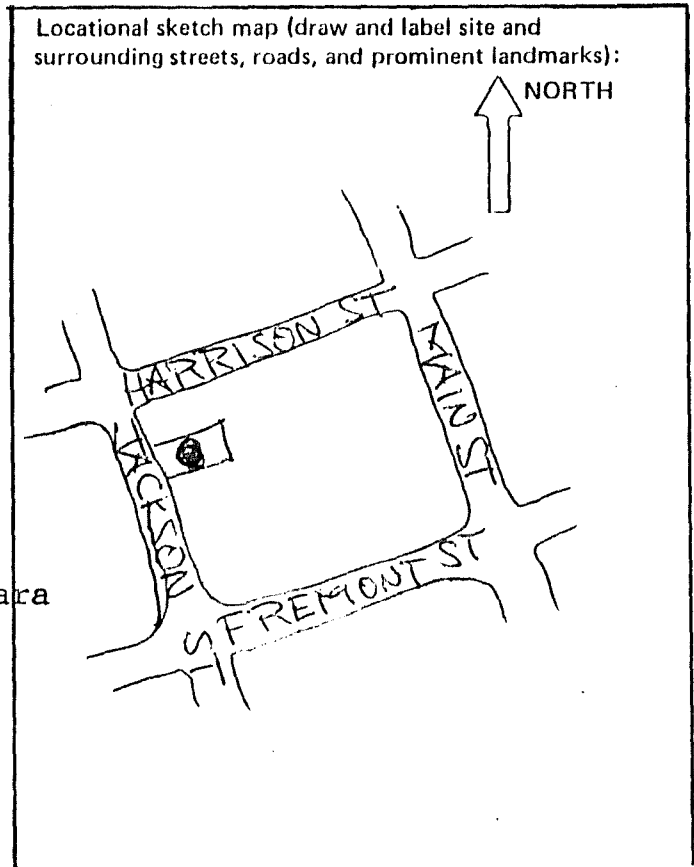 Locational sketch map (draw and label site and
surrounding streets, roads, and prominent landmarks):
NORTH
HARRISON ST
MAIN ST
JACKSON ST
FREMONT ST
ara